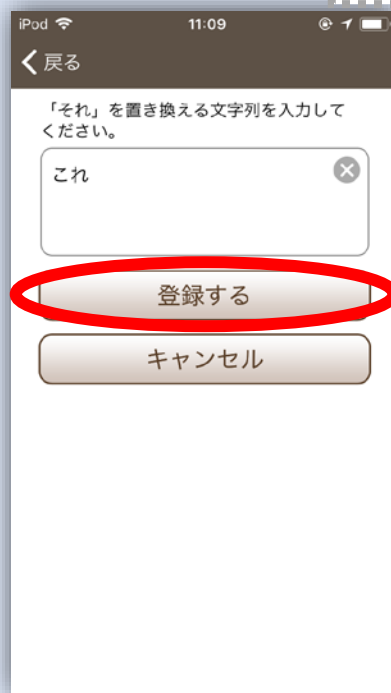 iPod 11:09
戻る
「それ」を置き換える文字列を入力して
ください。
これ
登録する
キャンセル